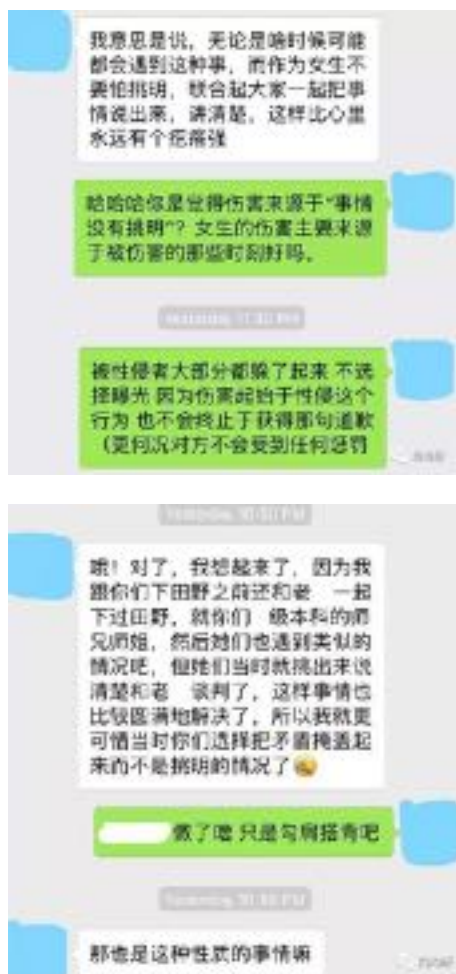 我意思是说，无论是啥时候可能
都会遇到这种事，而作为女生不
要怕挑明，联合起大家一起把事
情说出来，讲清楚，这样比心里
永远有个疙瘩强
哈哈哈你是觉得伤害来源于“事情
没有挑明”？女生的伤害主要来源
于被伤害的那些时刻好吗。
Yesterday 11:30 PM
被性侵者大部分都躲了起来 不选
择曝光 因为伤害起始于性侵这个
行为 也不会终止于获得那句道歉
（更何况对方不会受到任何惩罚
Yesterday PM
哦！对了，我想起来了，因为我
跟你们下田野之前还和老 一起
下过田野，就你们 级本科的师
兄师姐，然后她们也遇到类似的
情况吧，但她们当时就挑出来说
清楚和老 谈判了，这样事情也
比较圆满地解决了，所以我就更
可惜当时你们选择把矛盾掩盖起
来而不是挑明的情况了
做了啥 只是勾肩搭背吧
Yesterday PM
那也是这种性质的事情嘛